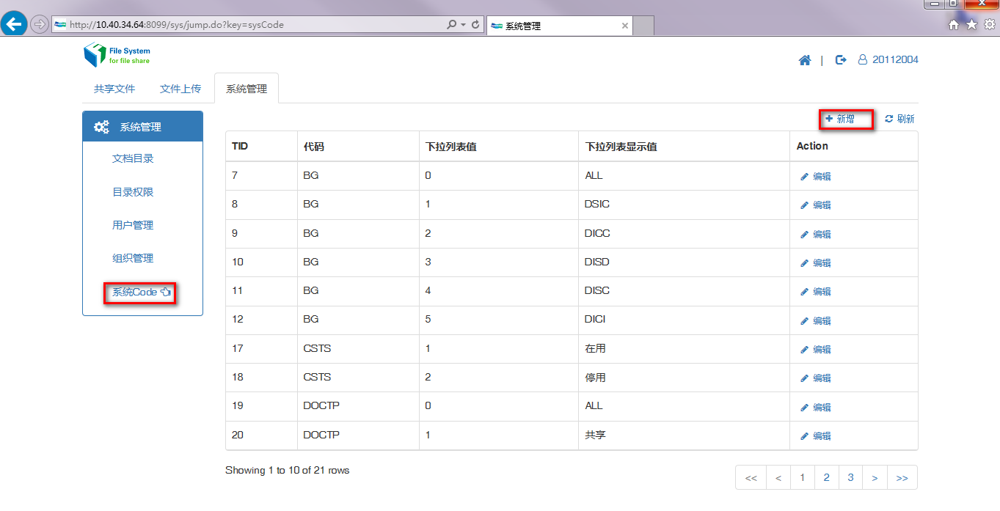 http://10.40.34.64:8099/sys/jump.do?key=sysCode
系统管理
File System
for file share
| 20112004
共享文件 文件上传 系统管理
新增 刷新
系统管理
文档目录
目录权限
用户管理
组织管理
系统Code
TID 代码 下拉列表值 下拉列表显示值 Action
7 BG 0 ALL 编辑
8 BG 1 DSIC 编辑
9 BG 2 DICC 编辑
10 BG 3 DISD 编辑
11 BG 4 DISC 编辑
12 BG 5 DICI 编辑
17 CSTS 1 在用 编辑
18 CSTS 2 停用 编辑
19 DOCTP 0 ALL 编辑
20 DOCTP 1 共享 编辑
Showing 1 to 10 of 21 rows
<< < 1 2 3 > >>